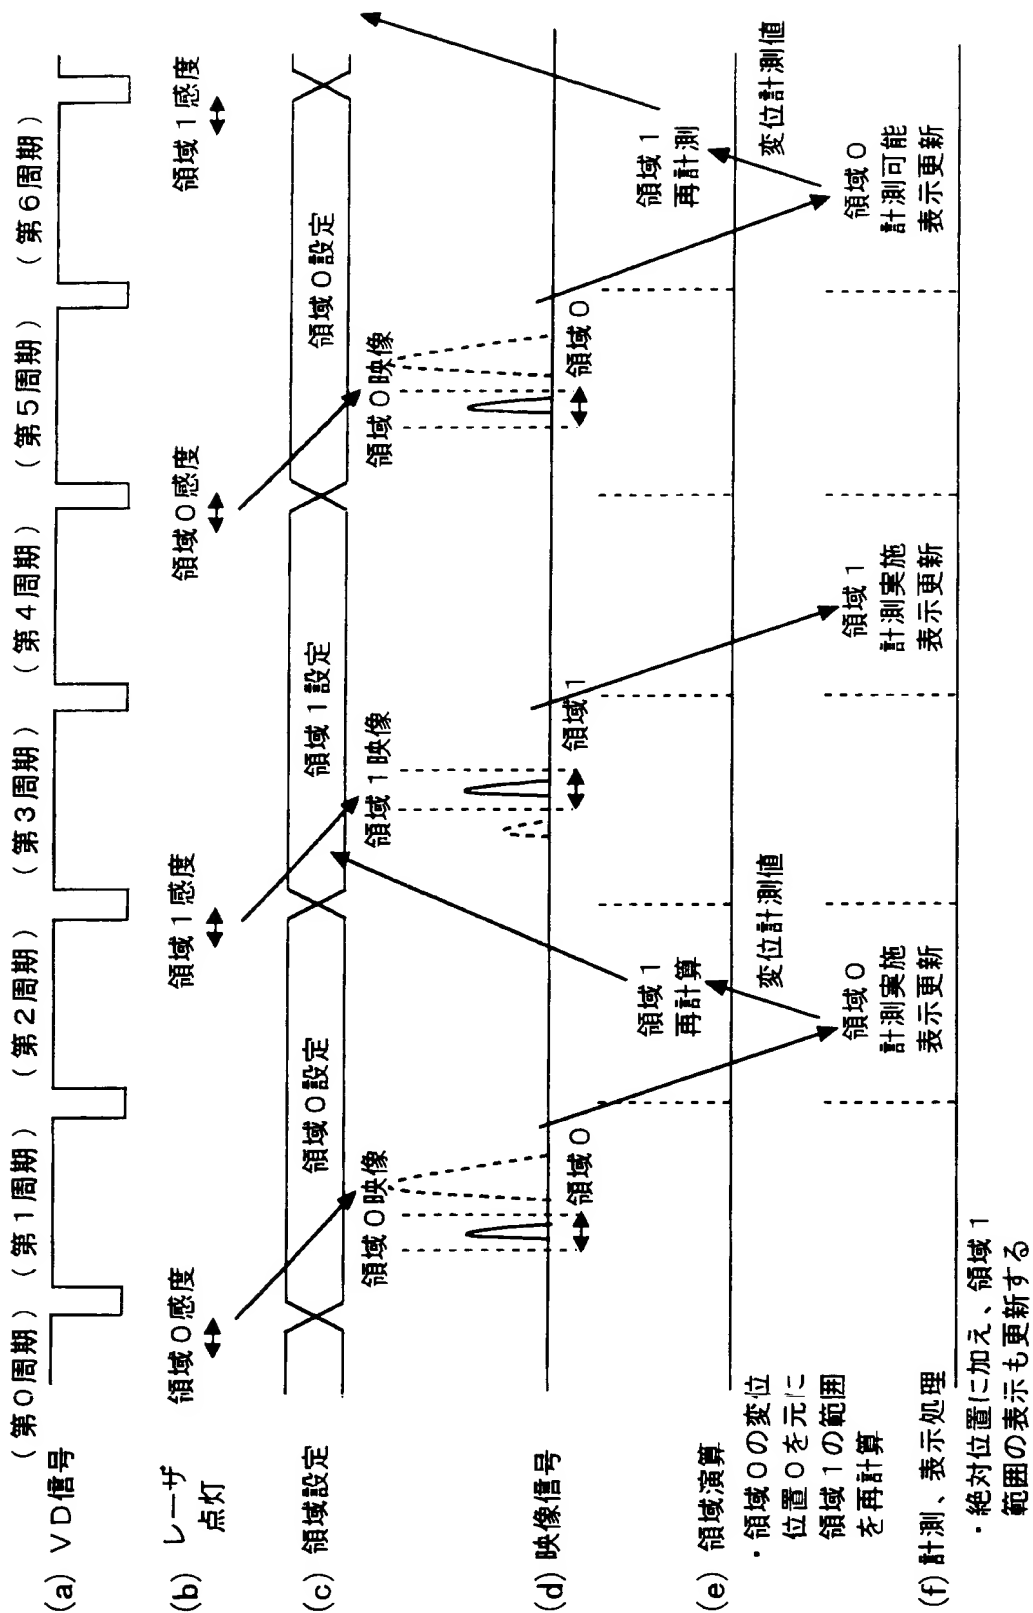 (第0周期)
(第1周期)
(第2周期)
(第3周期)
(第4周期)
(第5周期)
(第6周期)
(a) VD信号
(b) レーザ
点灯
領域0感度
領域1感度
領域0感度
領域1感度
(c) 領域設定
領域0設定
領域1設定
領域0設定
領域0映像
領域1映像
領域0映像
(d) 映像信号
領域0
領域1
領域0
(e) 領域演算
・領域0の変位
位置0を元に
領域1の範囲
を再計算
領域1
再計算
変位計測値
領域1
再計測
変位計測値
(f) 計測、表示処理
・絶対位置に加え、領域1
範囲の表示も更新する
領域0
計測実施
表示更新
領域1
計測実施
表示更新
領域0
計測可能
表示更新